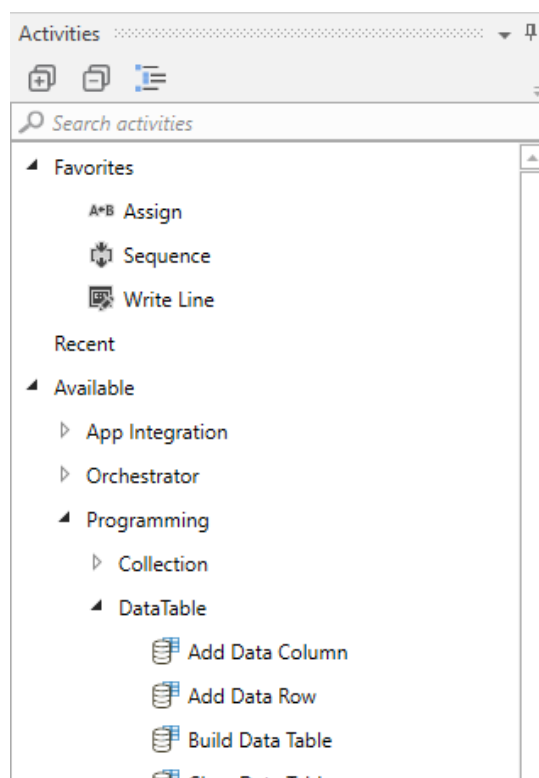 Activities
Search activities
Favorites
A+B Assign
Sequence
Write Line
Recent
Available
App Integration
Orchestrator
Programming
Collection
DataTable
Add Data Column
Add Data Row
Build Data Table